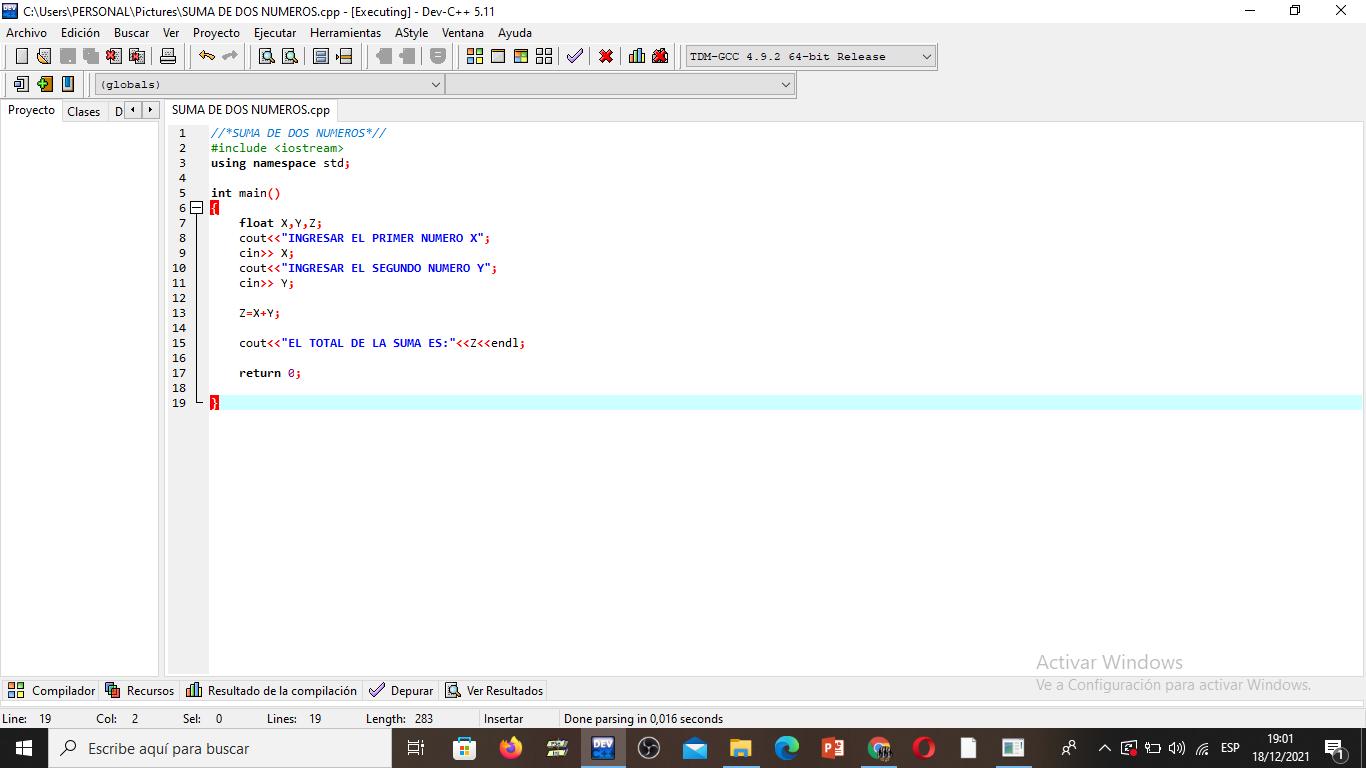 C:\Users\PERSONAL\Pictures\SUMA DE DOS NUMEROS.cpp - [Executing] - Dev-C++ 5.11
Archivo Edición Buscar Ver Proyecto Ejecutar Herramientas AStyle Ventana Ayuda
TDM-GCC 4.9.2 64-bit Release
(globals)
Proyecto Clases D
SUMA DE DOS NUMEROS.cpp
1 //*SUMA DE DOS NUMEROS*//
2 #include <iostream>
3 using namespace std;
4
5 int main()
6 {
7 float X,Y,Z;
8 cout<<"INGRESAR EL PRIMER NUMERO X";
9 cin>> X;
10 cout<<"INGRESAR EL SEGUNDO NUMERO Y";
11 cin>> Y;
12
13 Z=X+Y;
14
15 cout<<"EL TOTAL DE LA SUMA ES:"<<Z<<endl;
16
17 return 0;
18
19 }
Activar Windows
Ve a Configuración para activar Windows.
Compilador Recursos Resultado de la compilación Depurar Ver Resultados
Line: 19 Col: 2 Sel: 0 Lines: 19 Length: 283 Insertar Done parsing in 0,016 seconds
Escribe aquí para buscar
DEV
ESP
19:01
18/12/2021
1